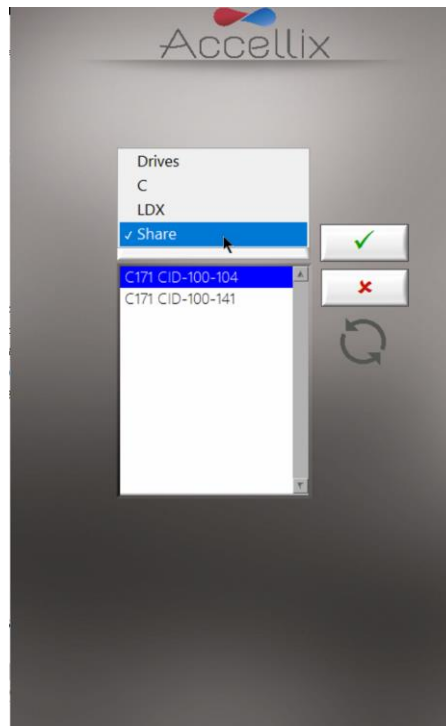 Accellix
Drives
C
LDX
✓ Share
C171 CID-100-104
C171 CID-100-141